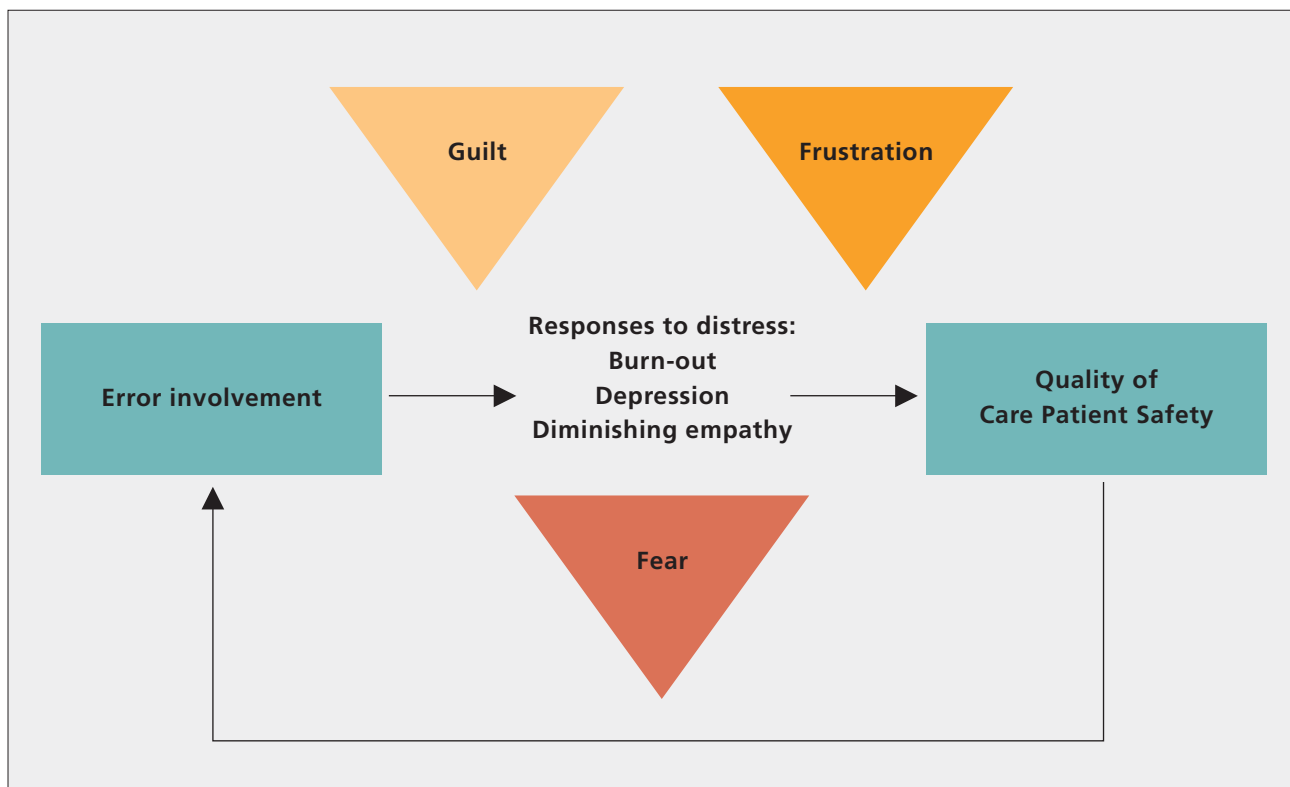 Guilt
Frustration
Error involvement
Responses to distress:
Burn-out
Depression
Diminishing empathy
Quality of
Care Patient Safety
Fear